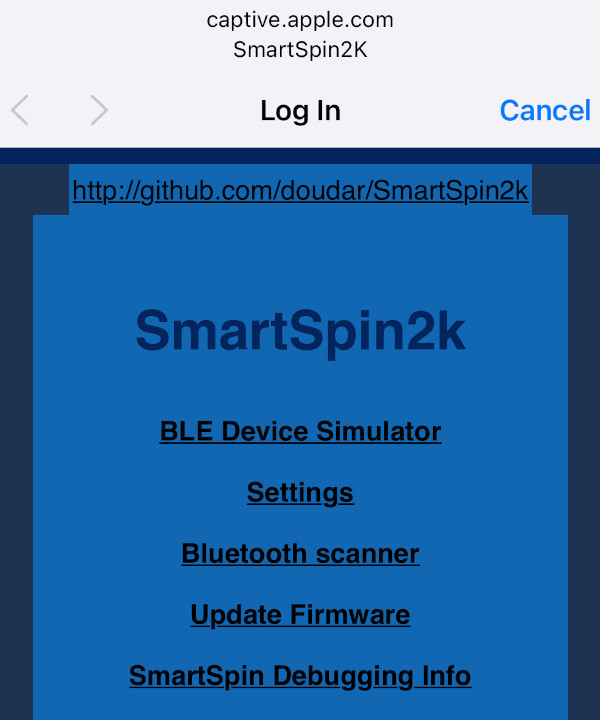 captive.apple.com
SmartSpin2K
Log In
Cancel
http://github.com/doudar/SmartSpin2k
SmartSpin2k
BLE Device Simulator
Settings
Bluetooth scanner
Update Firmware
SmartSpin Debugging Info